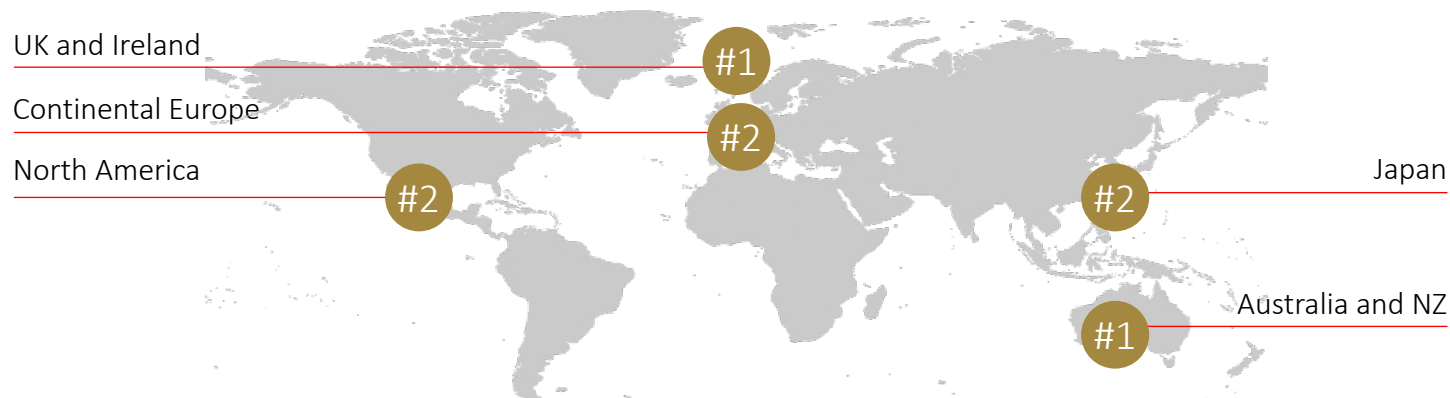 UK and Ireland
#1
Continental Europe
#2
North America
#2
Japan
#2
Australia and NZ
#1